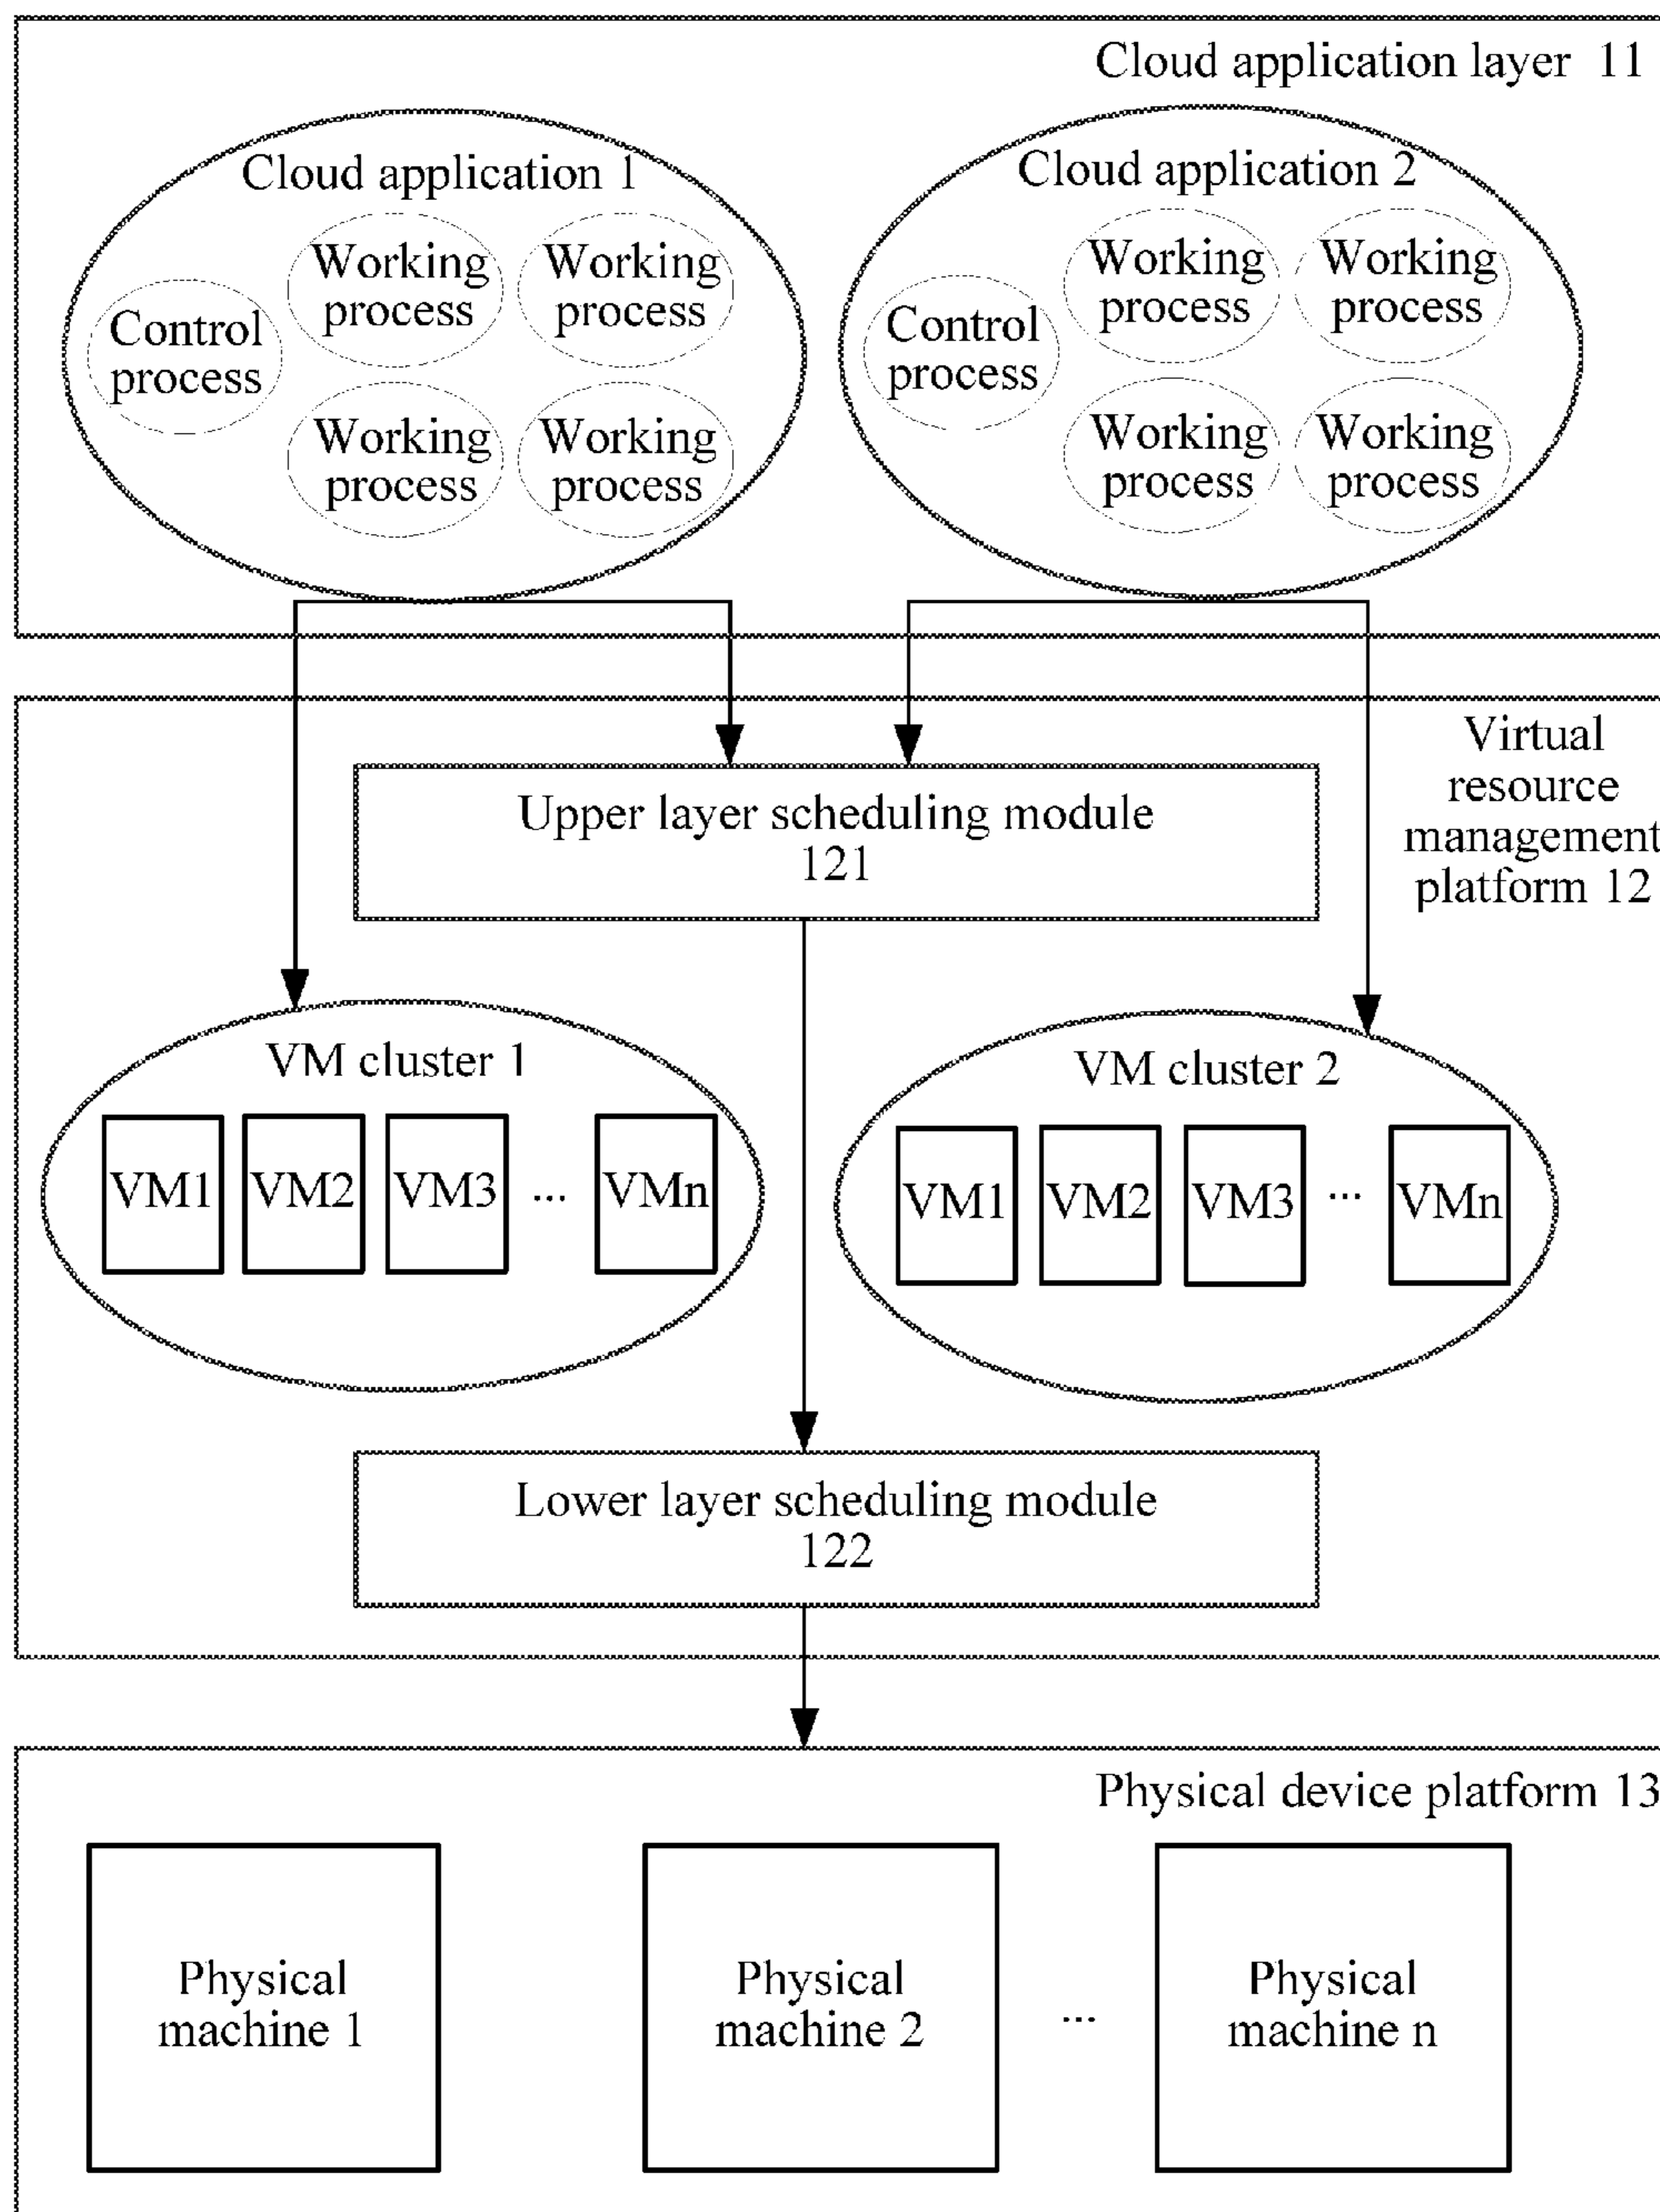 Cloud application layer 11
Cloud application 1
Working
process
Working
process
Control
process
Working
process
Working
process
Cloud application 2
Working
process
Working
process
Control
process
Working
process
Working
process
Virtual
resource
management
platform 12
Upper layer scheduling module
121
VM cluster 1
VM1 VM2 VM3 ... VMn
VM cluster 2
VM1 VM2 VM3 ... VMn
Lower layer scheduling module
122
Physical device platform 13
Physical
machine 1
Physical
machine 2
...
Physical
machine n